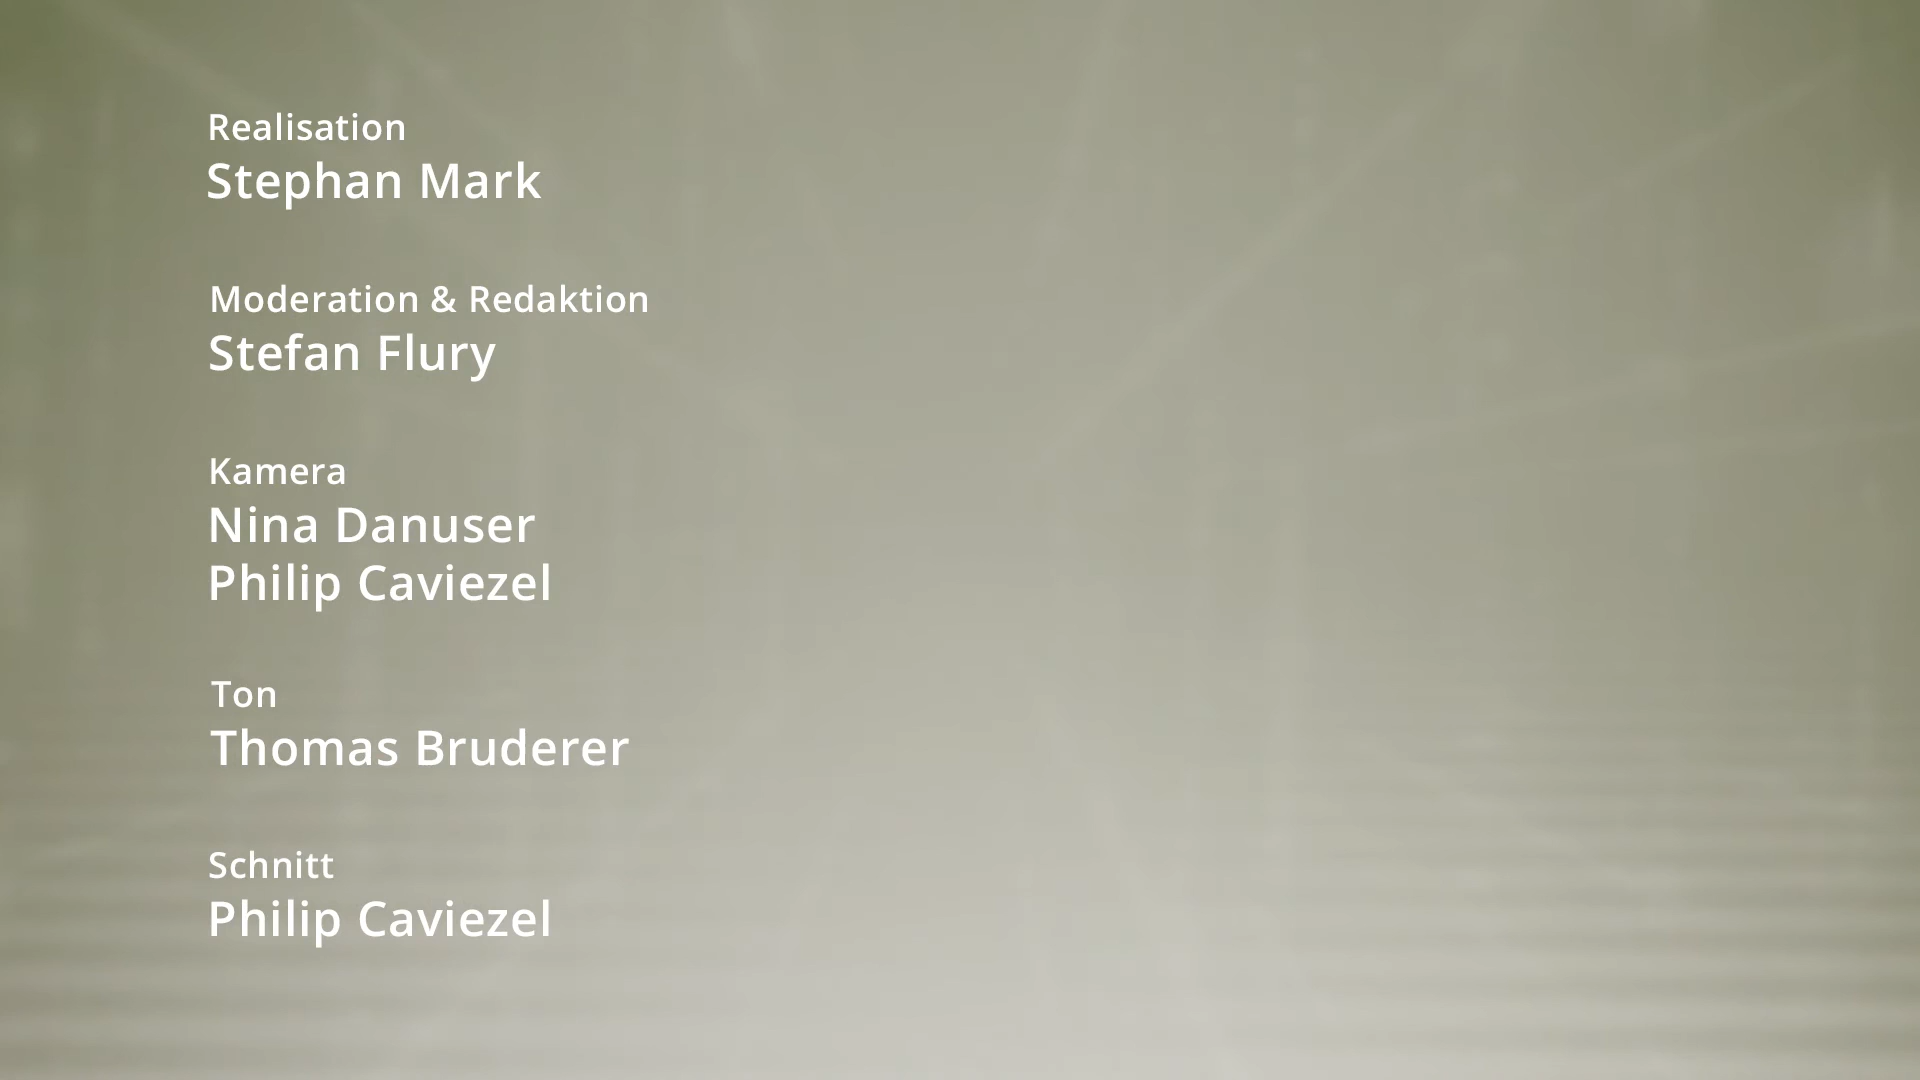 Realisation
Stephan Mark
Moderation & Redaktion
Stefan Flury
Kamera
Nina Danuser
Philip Caviezel
Ton
Thomas Bruderer
Schnitt
Philip Caviezel